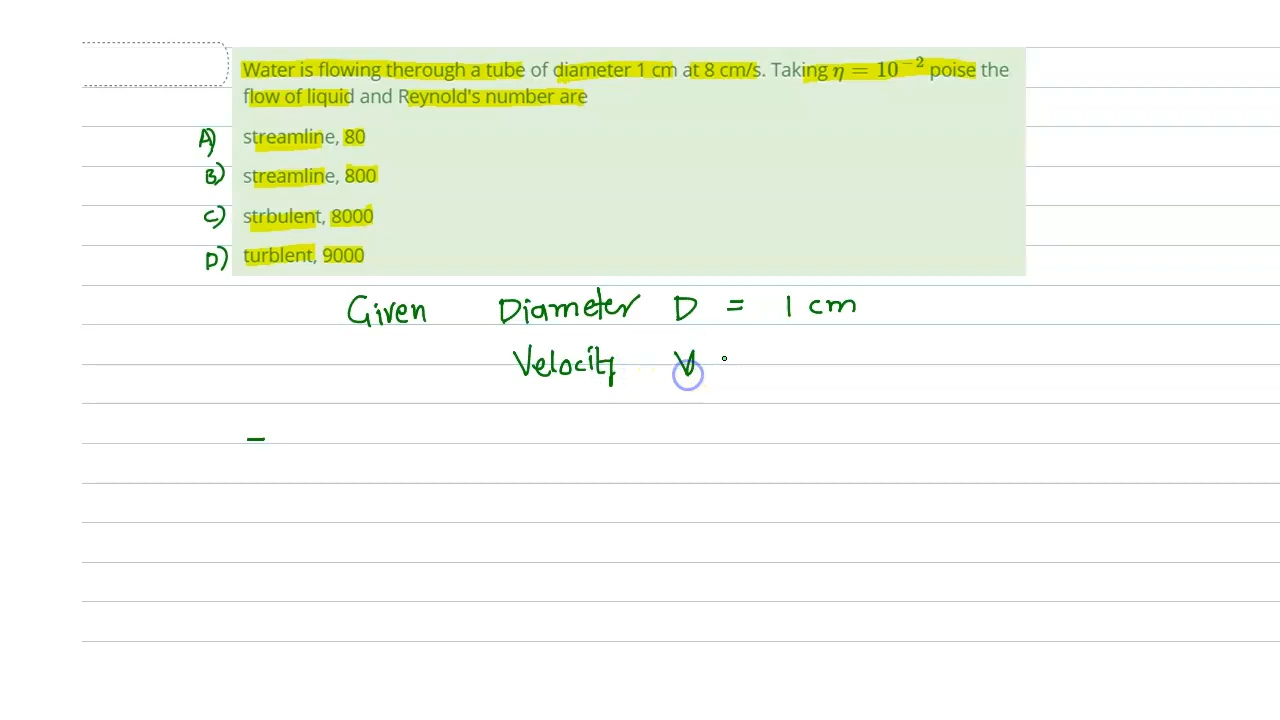 Water is flowing therough a tube of diameter 1 cm at 8 cm/s. Taking η = 10⁻² poise the
flow of liquid and Reynold's number are
A) streamline, 80
B) streamline, 800
C) strbulent, 8000
D) turblent, 9000
Given Diameter D = 1 cm
Velocity V